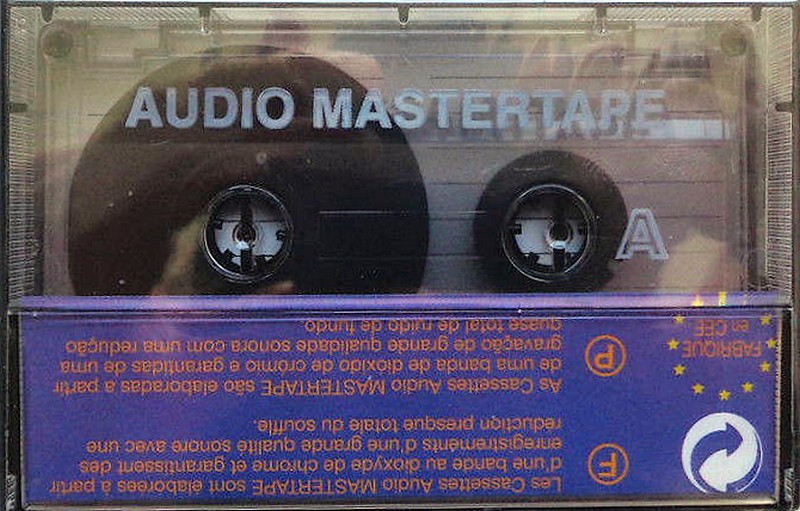 AUDIO MASTERTAPE
A
F
Les Cassettes Audio MASTERTAPE sont élaborées à partir
d'une bande au dioxyde de chrome et garantissent des
enregistrements d'une grande qualité sonore avec une
réduction presque totale du souffle.
P
As Cassettes Audio MASTERTAPE são elaboradas a partir
de uma banda de dióxido de crómio e garantidas de uma
gravação de grande qualidade sonora com uma redução
quase total de ruido de fundo
FABRIQUE
en CEE